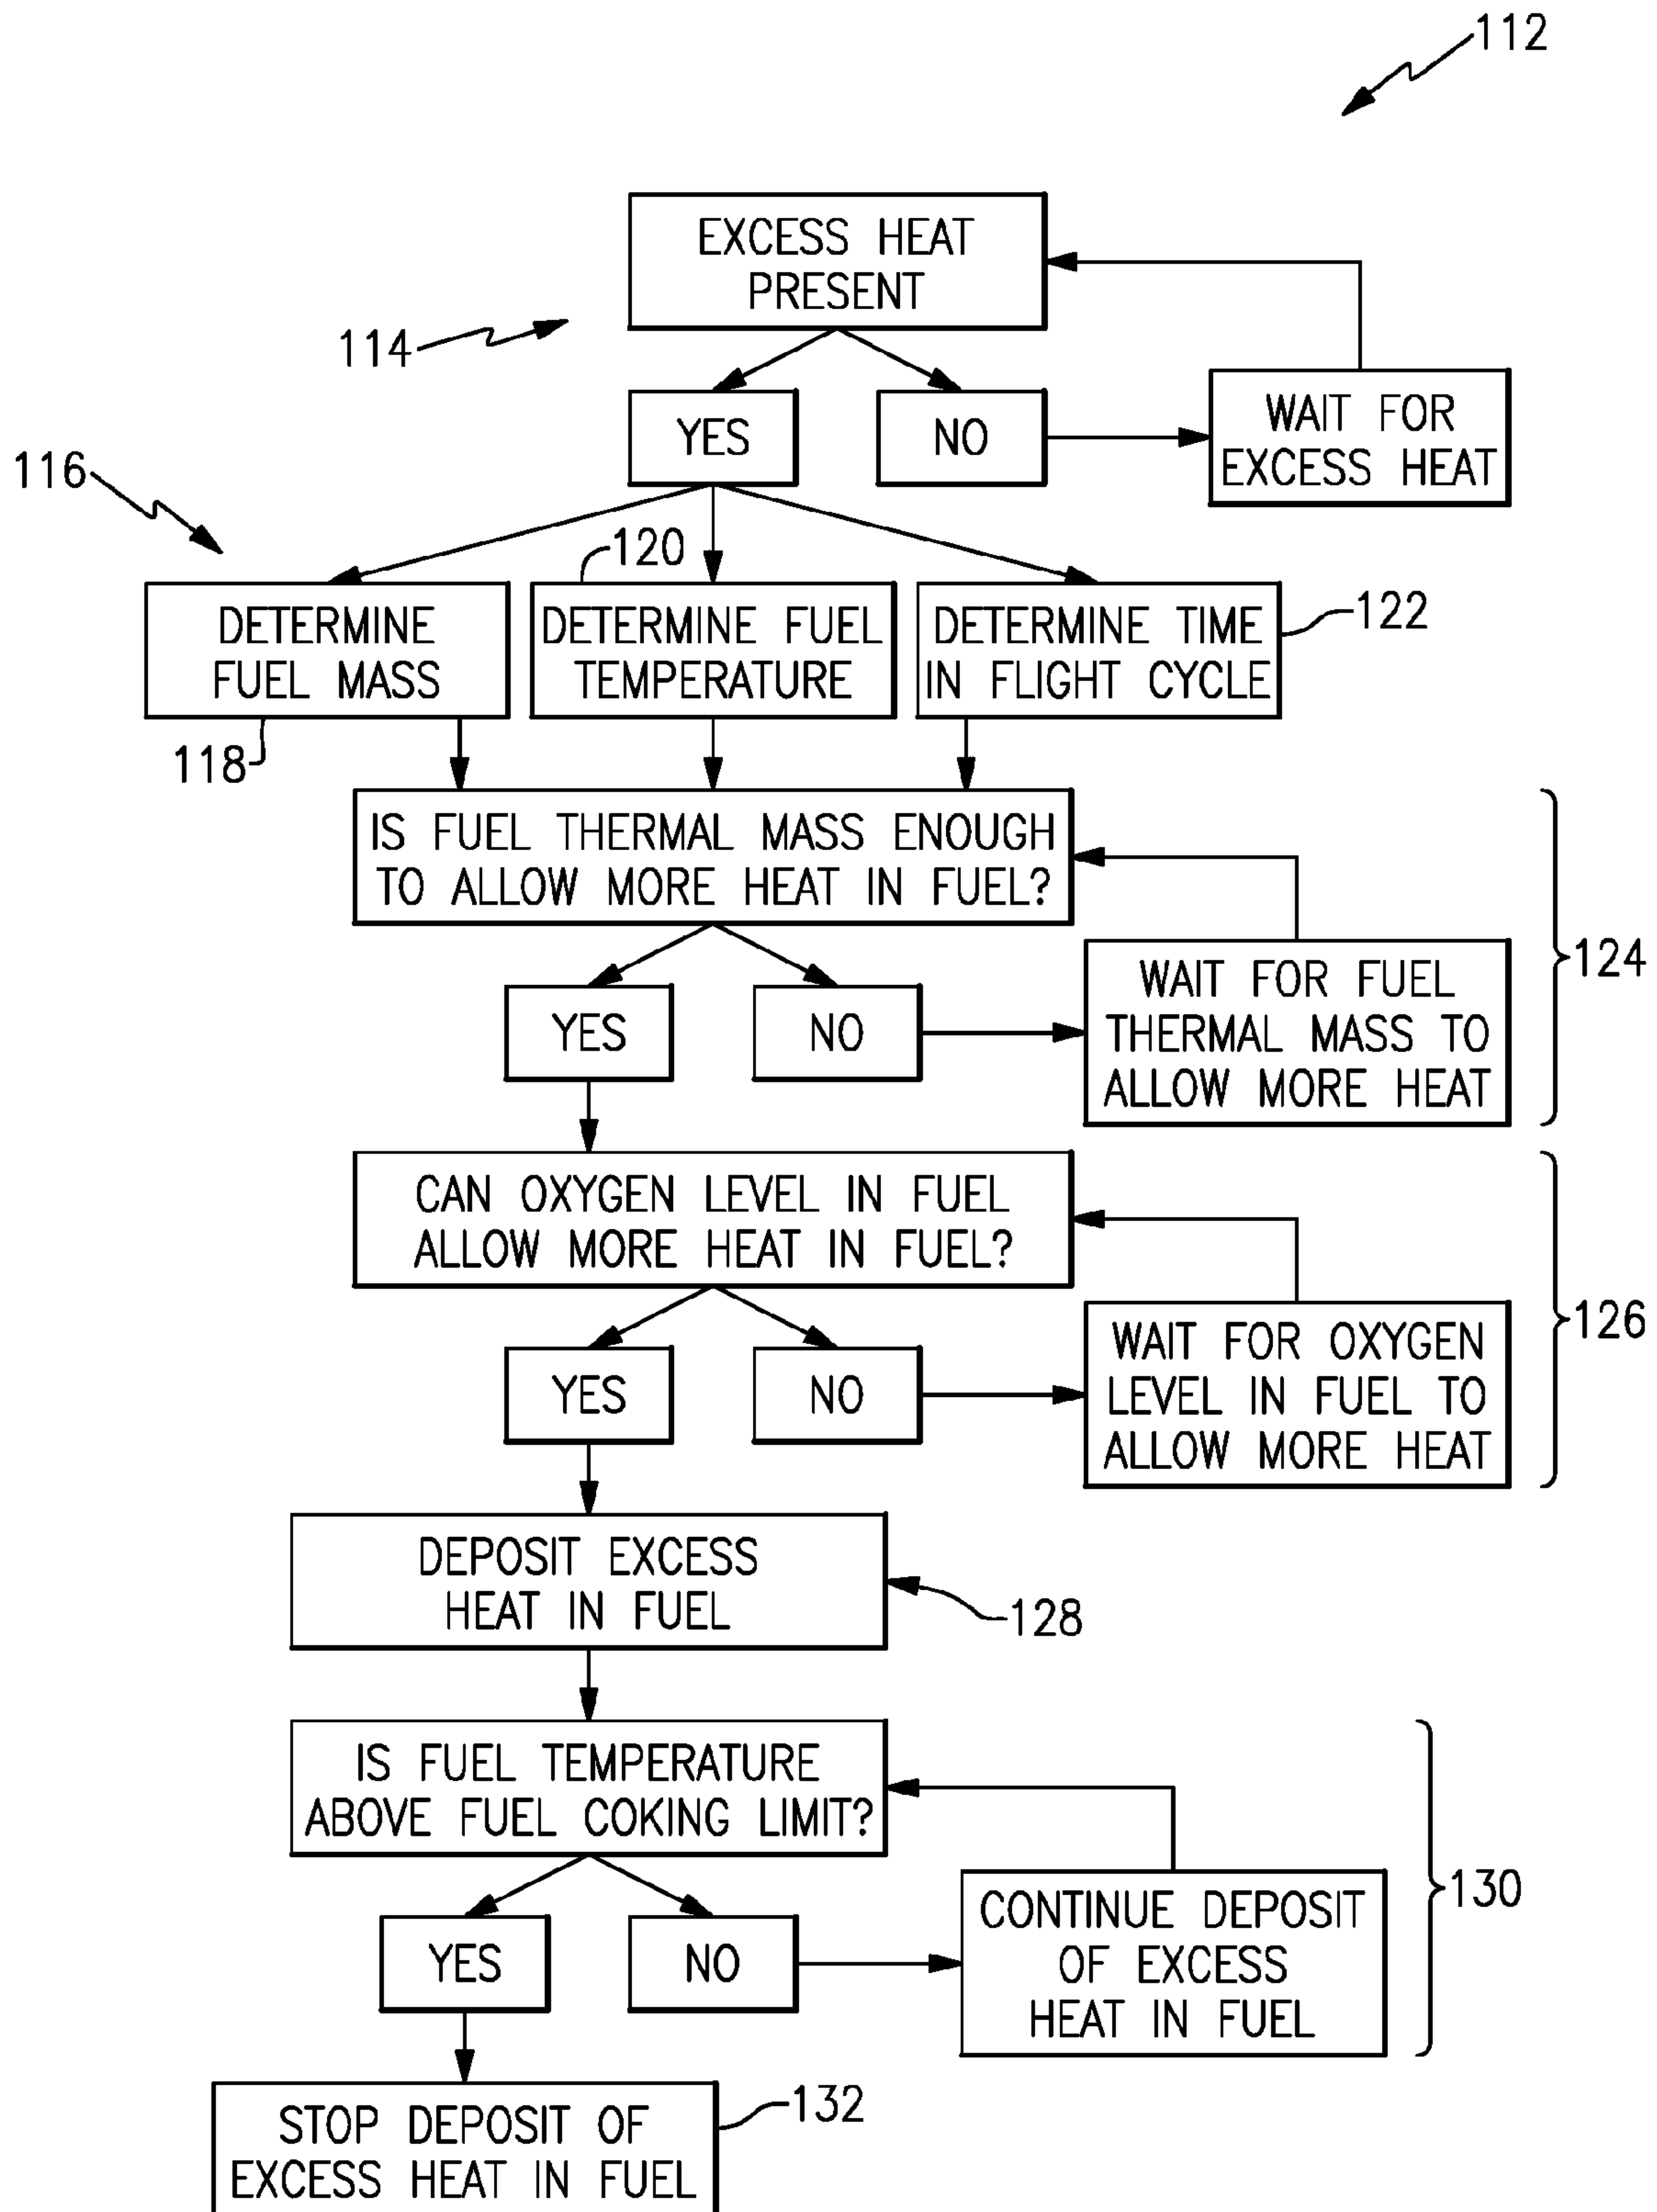 112
EXCESS HEAT
PRESENT
114
YES
NO
WAIT FOR
EXCESS HEAT
116
120
DETERMINE
FUEL MASS
DETERMINE FUEL
TEMPERATURE
DETERMINE TIME
IN FLIGHT CYCLE
122
118
IS FUEL THERMAL MASS ENOUGH
TO ALLOW MORE HEAT IN FUEL?
YES
NO
WAIT FOR FUEL
THERMAL MASS TO
ALLOW MORE HEAT
124
CAN OXYGEN LEVEL IN FUEL
ALLOW MORE HEAT IN FUEL?
YES
NO
WAIT FOR OXYGEN
LEVEL IN FUEL TO
ALLOW MORE HEAT
126
DEPOSIT EXCESS
HEAT IN FUEL
128
IS FUEL TEMPERATURE
ABOVE FUEL COKING LIMIT?
YES
NO
CONTINUE DEPOSIT
OF EXCESS
HEAT IN FUEL
130
STOP DEPOSIT OF
EXCESS HEAT IN FUEL
132